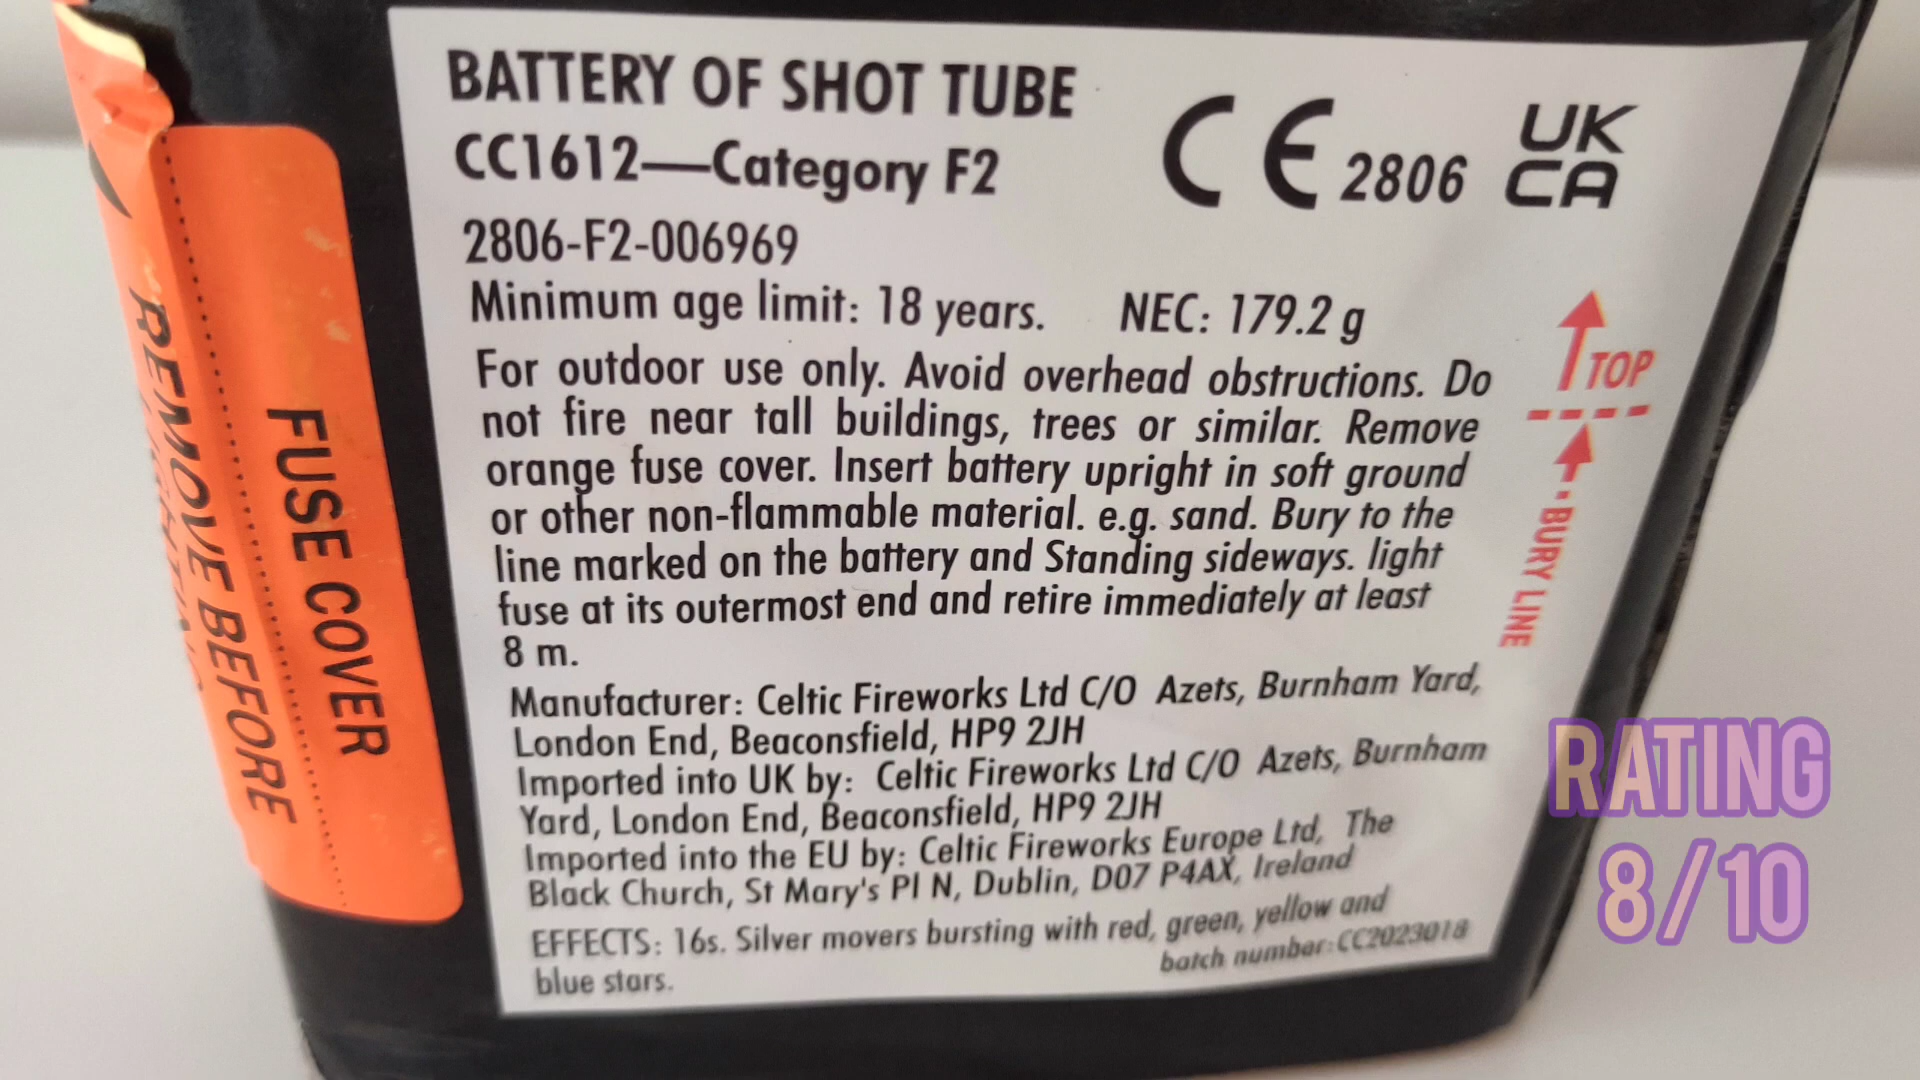 BATTERY OF SHOT TUBE
CC1612—Category F2
CE 2806
UK
CA
2806-F2-006969
Minimum age limit: 18 years. NEC: 179.2 g
For outdoor use only. Avoid overhead obstructions. Do
not fire near tall buildings, trees or similar. Remove
orange fuse cover. Insert battery upright in soft ground
or other non-flammable material. e.g. sand. Bury to the
line marked on the battery and Standing sideways. light
fuse at its outermost end and retire immediately at least
8 m.
Manufacturer: Celtic Fireworks Ltd C/O Azets, Burnham Yard,
London End, Beaconsfield, HP9 2JH
Imported into UK by: Celtic Fireworks Ltd C/O Azets, Burnham
Yard, London End, Beaconsfield, HP9 2JH
Imported into the EU by: Celtic Fireworks Europe Ltd, The
Black Church, St Mary's Pl N, Dublin, D07 P4AX, Ireland
EFFECTS: 16s. Silver movers bursting with red, green, yellow and
blue stars.
batch number:CC2023018
TOP
BURY LINE
FUSE COVER
REMOVE BEFORE
RATING
8/10